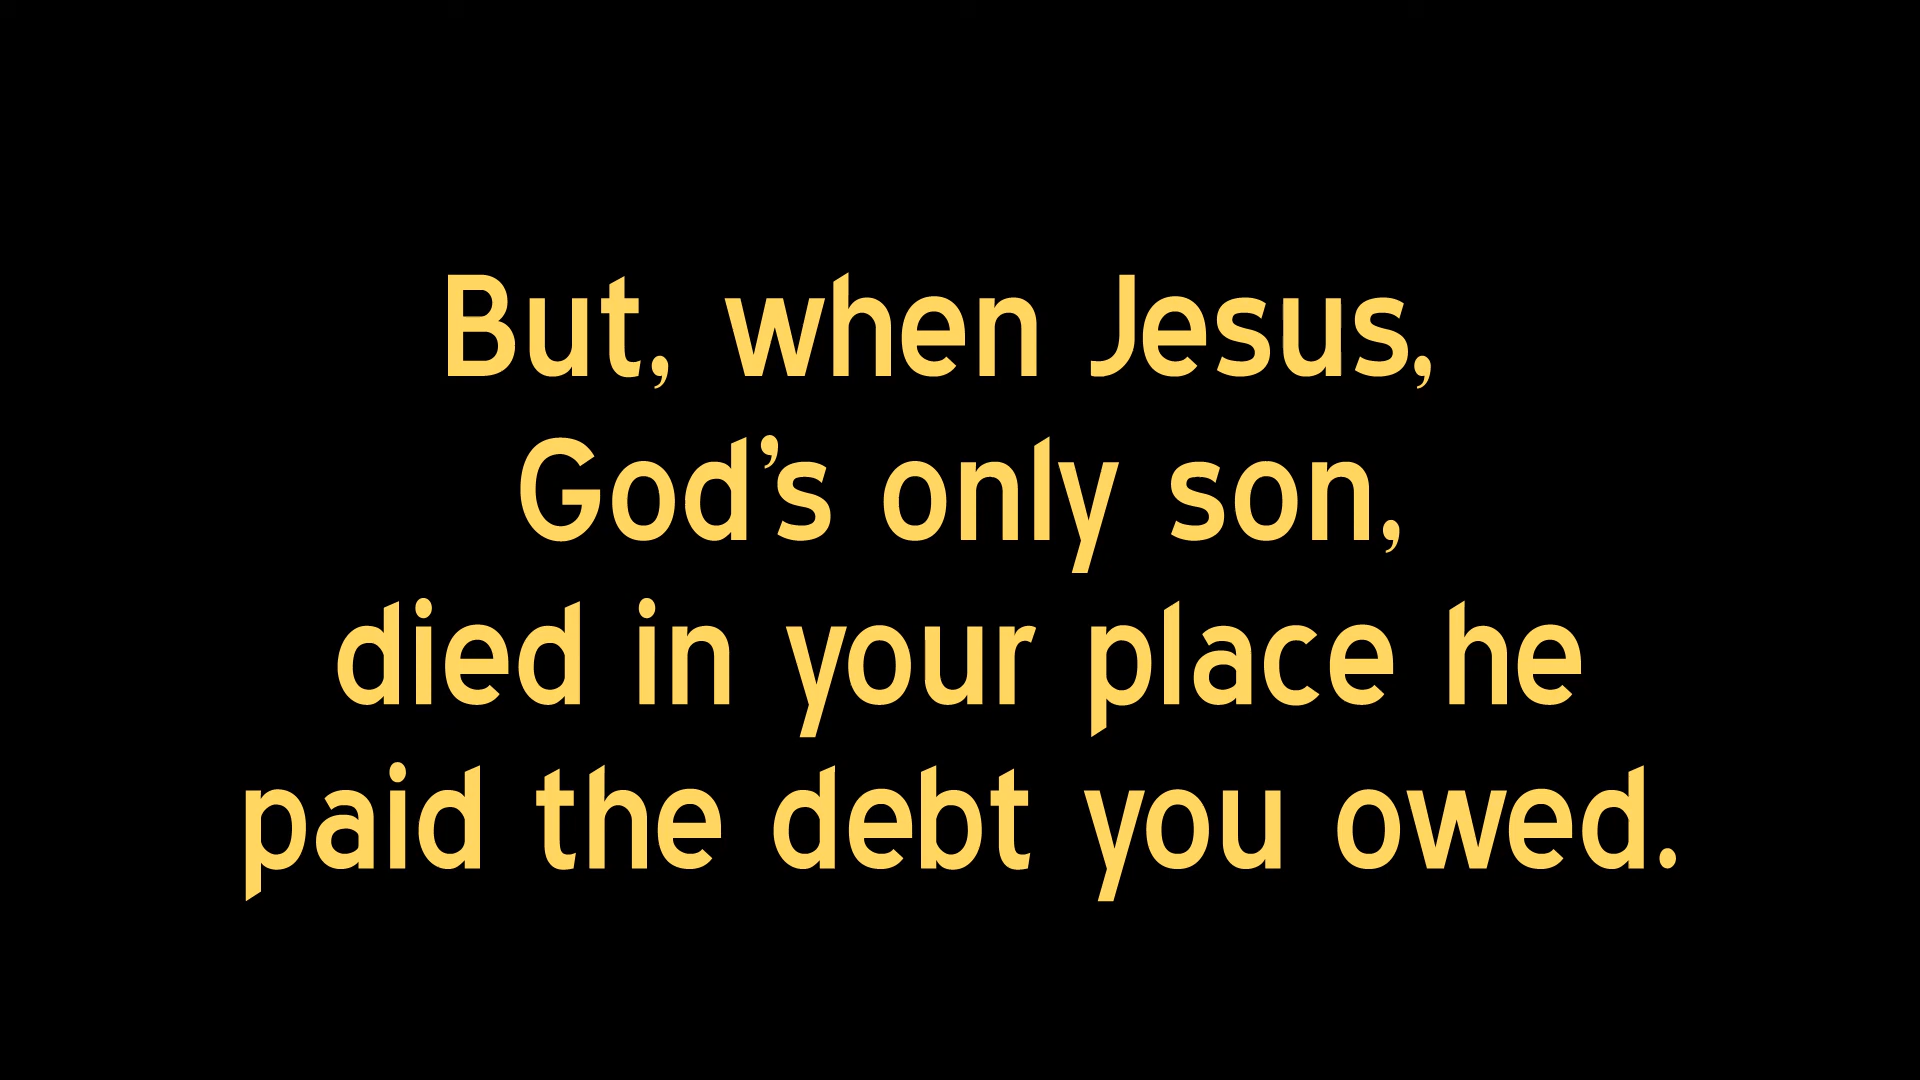 But, when Jesus,
God’s only son,
died in your place he
paid the debt you owed.